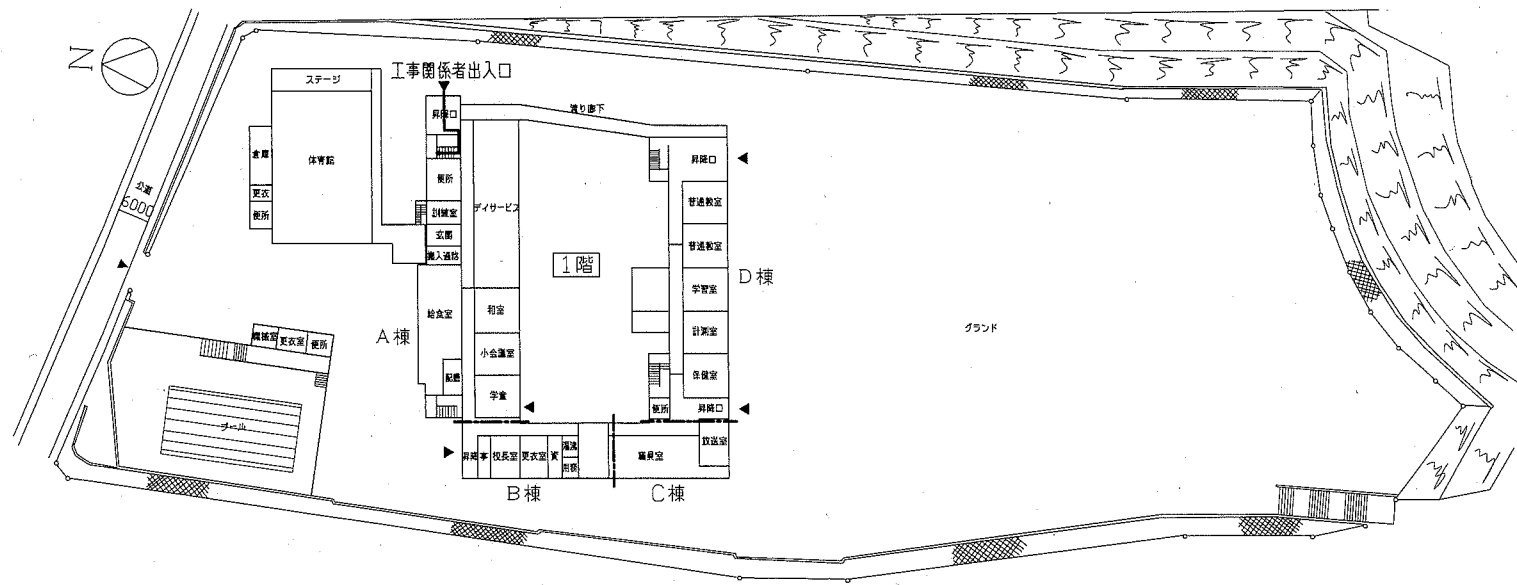 N
工事関係者出入口
ステージ
昇降口
渡り廊下
倉庫
体育館
昇降口
便所
普通教室
公道
6000
更衣
便所
訓練室
デイサービス
玄関
普通教室
搬入通路
1階
D棟
学習室
和室
給食室
グランド
A棟
計測室
機械室
更衣室
便所
小会議室
配膳
保健室
学童
便所
昇降口
プール
放送室
昇降
事
校長室
更衣室
資
湯沸
用務
職員室
B棟
C棟